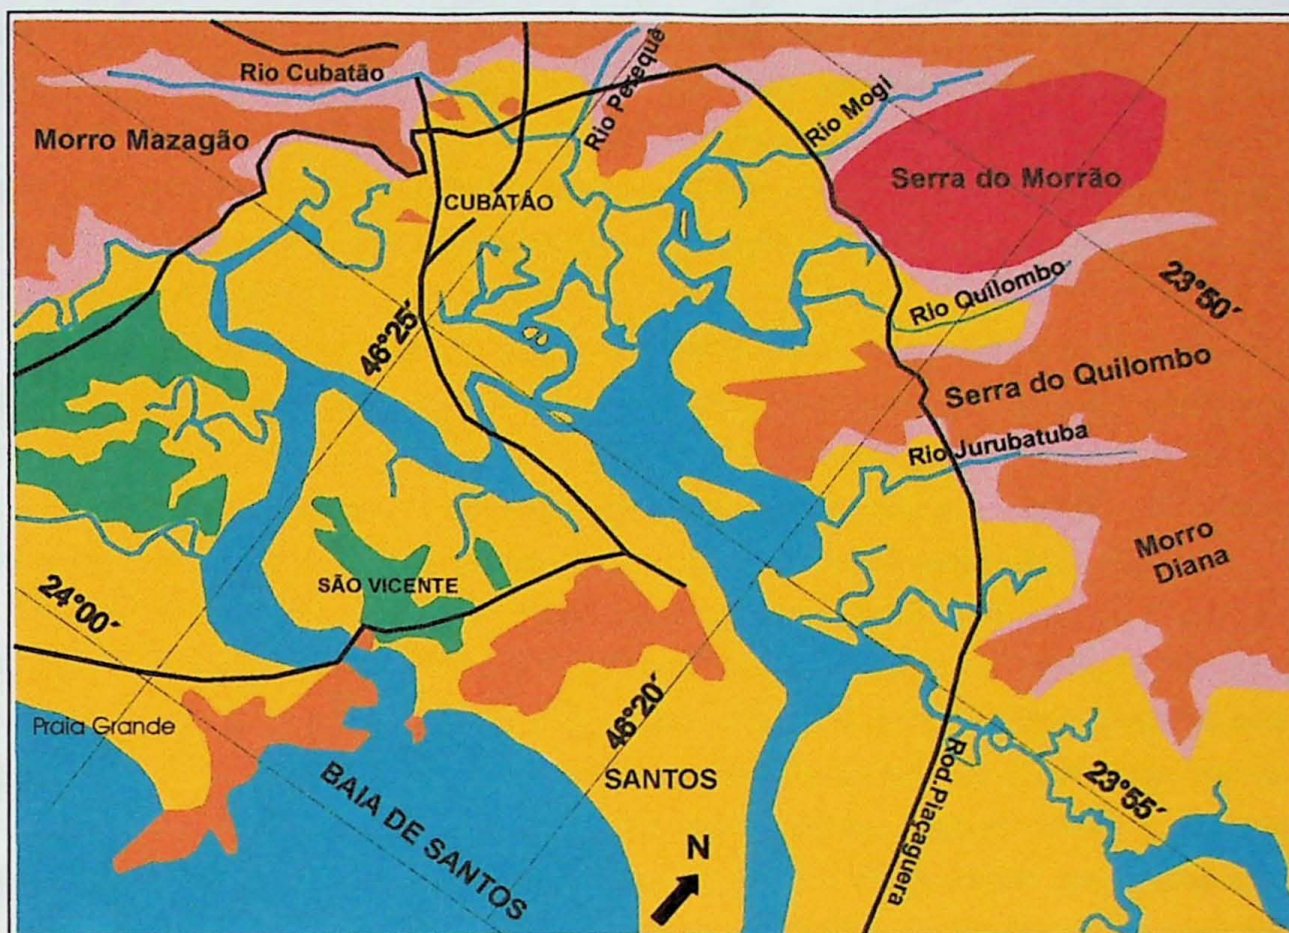 Rio Cubatão
Rio Perequê
Rio Mogi
Morro Mazagão
Serra do Morrão
CUBATÃO
Rio Quilombo
23°50´
46°25´
Serra do Quilombo
Rio Jurubatuba
Morro
Diana
SÃO VICENTE
24°00´
46°20´
Praia Grande
SANTOS
BAIA DE SANTOS
23°55´
Rod.Piaçaguera
N